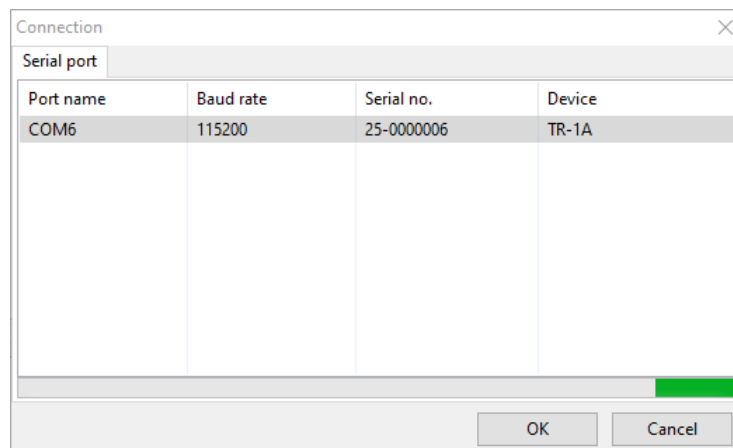 Connection
Serial port
Port name Baud rate Serial no. Device
COM6 115200 25-0000006 TR-1A
OK Cancel